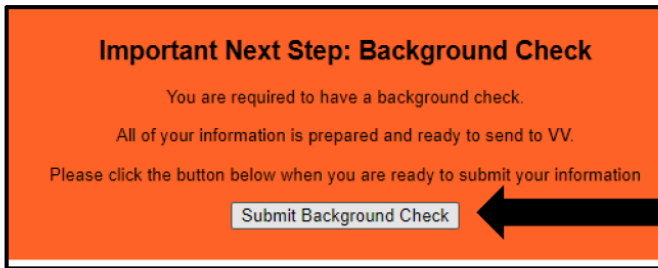 Important Next Step: Background Check
You are required to have a background check.
All of your information is prepared and ready to send to VV.
Please click the button below when you are ready to submit your information
Submit Background Check